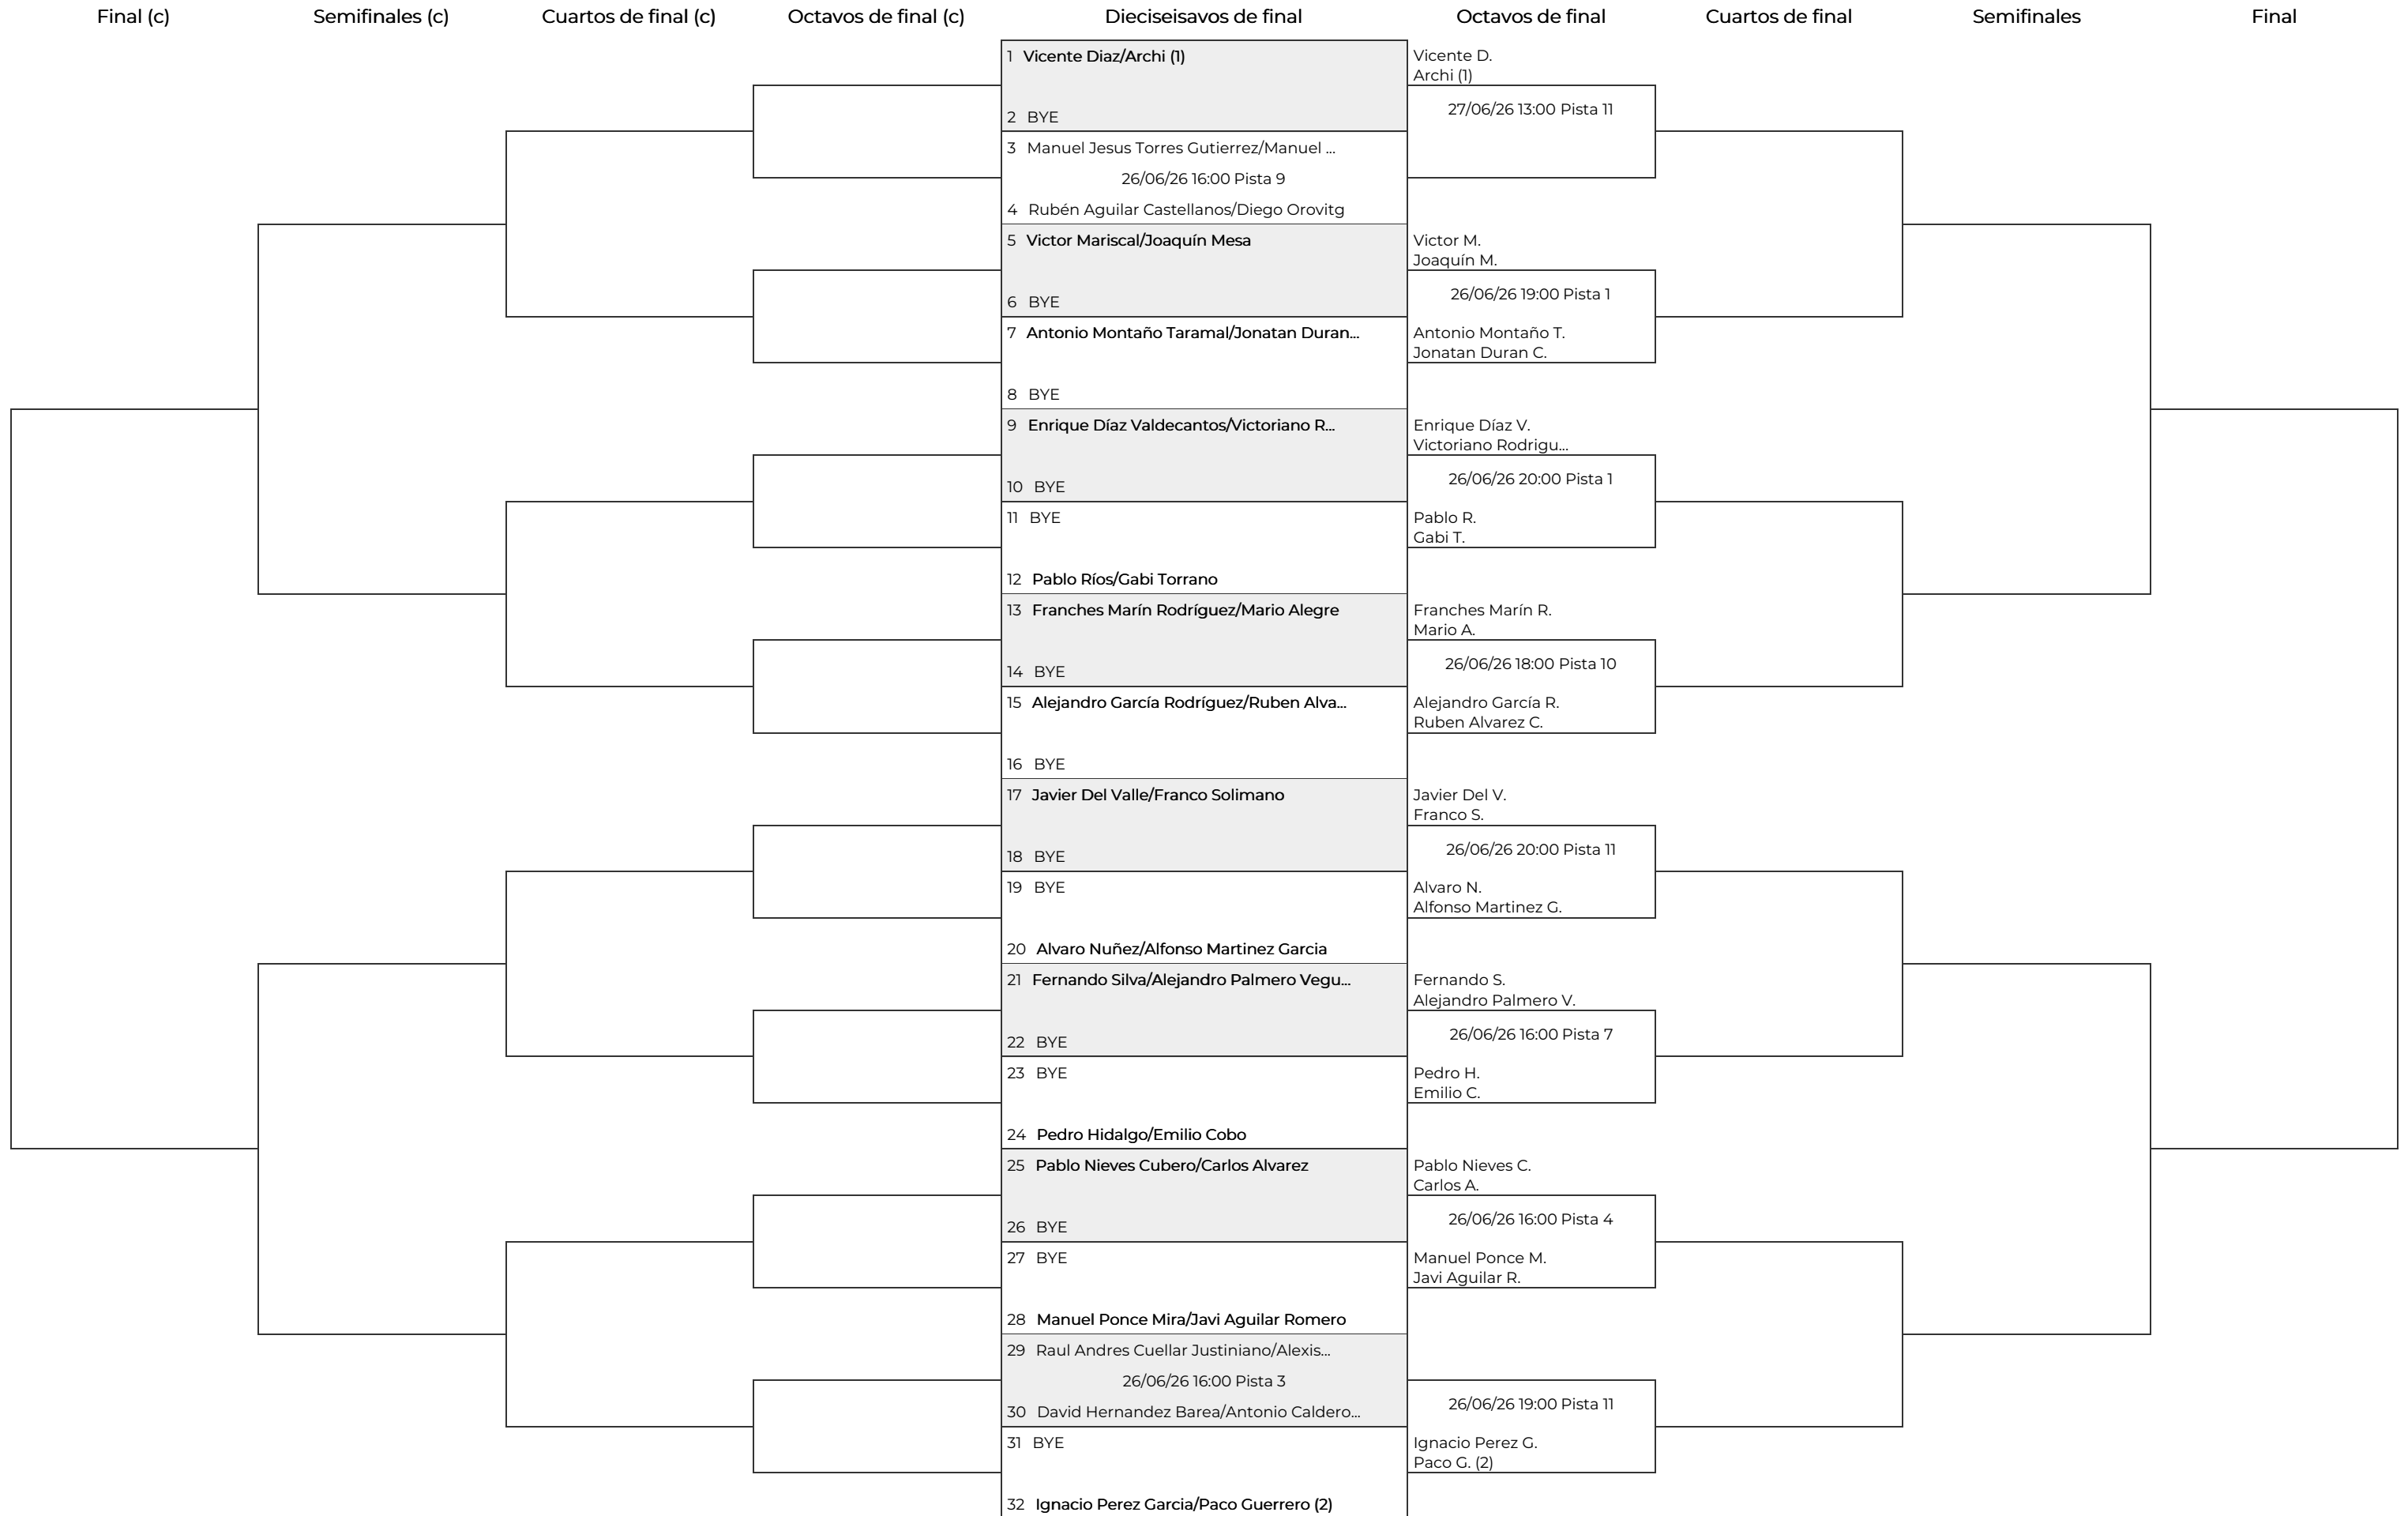 Final (c)
Semifinales (c)
Cuartos de final (c)
Octavos de final (c)
Dieciseisavos de final
Octavos de final
Cuartos de final
Semifinales
Final
1 Vicente Diaz/Archi (1)
2 BYE
3 Manuel Jesus Torres Gutierrez/Manuel ...
26/06/26 16:00 Pista 9
4 Rubén Aguilar Castellanos/Diego Orovitg
5 Victor Mariscal/Joaquín Mesa
6 BYE
7 Antonio Montaño Taramal/Jonatan Duran...
8 BYE
9 Enrique Díaz Valdecantos/Victoriano R...
10 BYE
11 BYE
12 Pablo Ríos/Gabi Torrano
13 Franches Marín Rodríguez/Mario Alegre
14 BYE
15 Alejandro García Rodríguez/Ruben Alva...
16 BYE
17 Javier Del Valle/Franco Solimano
18 BYE
19 BYE
20 Alvaro Nuñez/Alfonso Martinez Garcia
21 Fernando Silva/Alejandro Palmero Vegu...
22 BYE
23 BYE
24 Pedro Hidalgo/Emilio Cobo
25 Pablo Nieves Cubero/Carlos Alvarez
26 BYE
27 BYE
28 Manuel Ponce Mira/Javi Aguilar Romero
29 Raul Andres Cuellar Justiniano/Alexis...
26/06/26 16:00 Pista 3
30 David Hernandez Barea/Antonio Caldero...
31 BYE
32 Ignacio Perez Garcia/Paco Guerrero (2)
Vicente D.
Archi (1)
27/06/26 13:00 Pista 11
Victor M.
Joaquín M.
26/06/26 19:00 Pista 1
Antonio Montaño T.
Jonatan Duran C.
Enrique Díaz V.
Victoriano Rodrigu...
26/06/26 20:00 Pista 1
Pablo R.
Gabi T.
Franches Marín R.
Mario A.
26/06/26 18:00 Pista 10
Alejandro García R.
Ruben Alvarez C.
Javier Del V.
Franco S.
26/06/26 20:00 Pista 11
Alvaro N.
Alfonso Martinez G.
Fernando S.
Alejandro Palmero V.
26/06/26 16:00 Pista 7
Pedro H.
Emilio C.
Pablo Nieves C.
Carlos A.
26/06/26 16:00 Pista 4
Manuel Ponce M.
Javi Aguilar R.
26/06/26 19:00 Pista 11
Ignacio Perez G.
Paco G. (2)